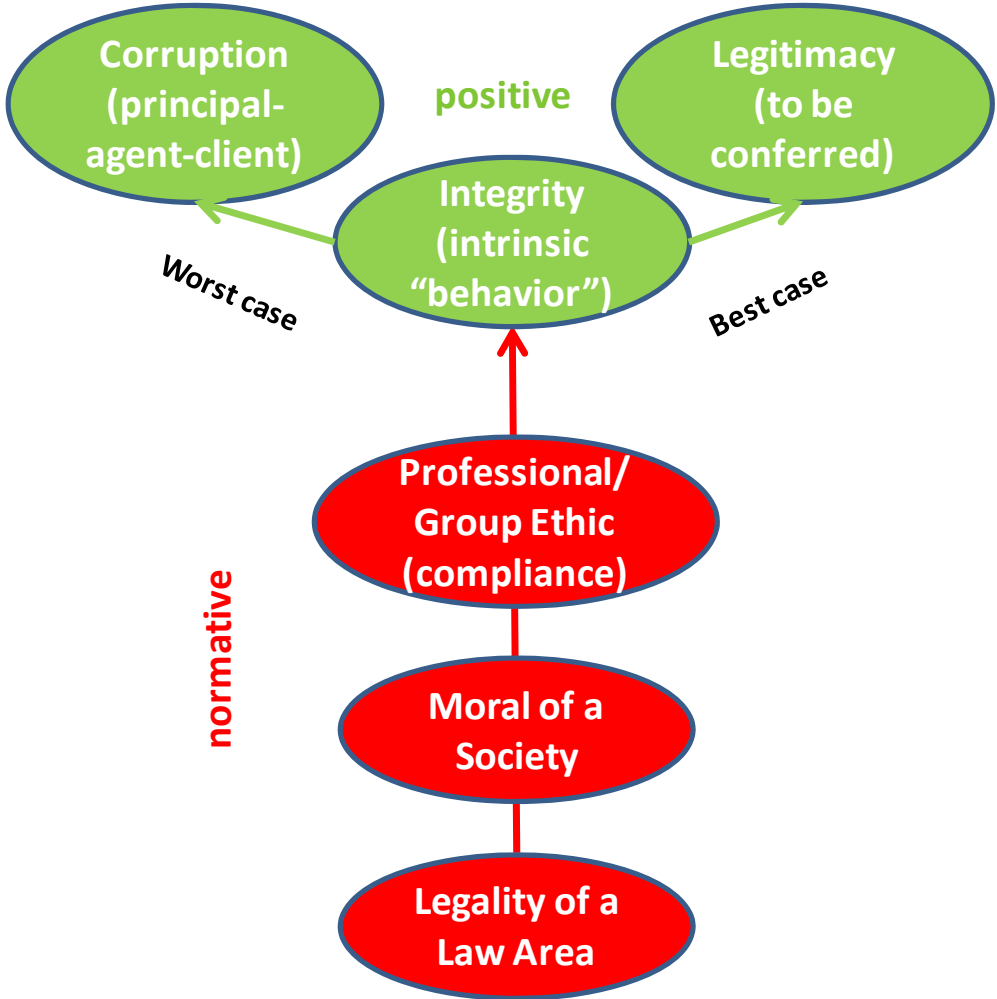 Corruption
(principal-
agent-client)
positive
Legitimacy
(to be
conferred)
Integrity
(intrinsic
“behavior”)
Worst case
Best case
Professional/
Group Ethic
(compliance)
normative
Moral of a
Society
Legality of a
Law Area